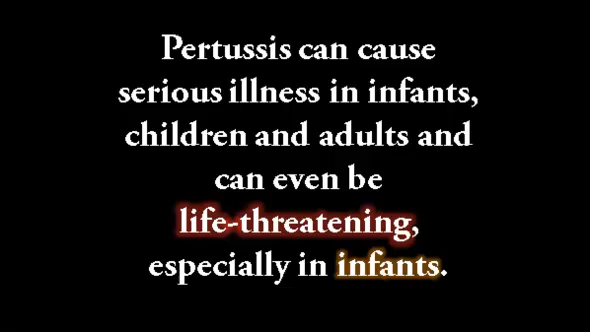 Pertussis can cause
serious illness in infants,
children and adults and
can even be
life-threatening,
especially in infants.